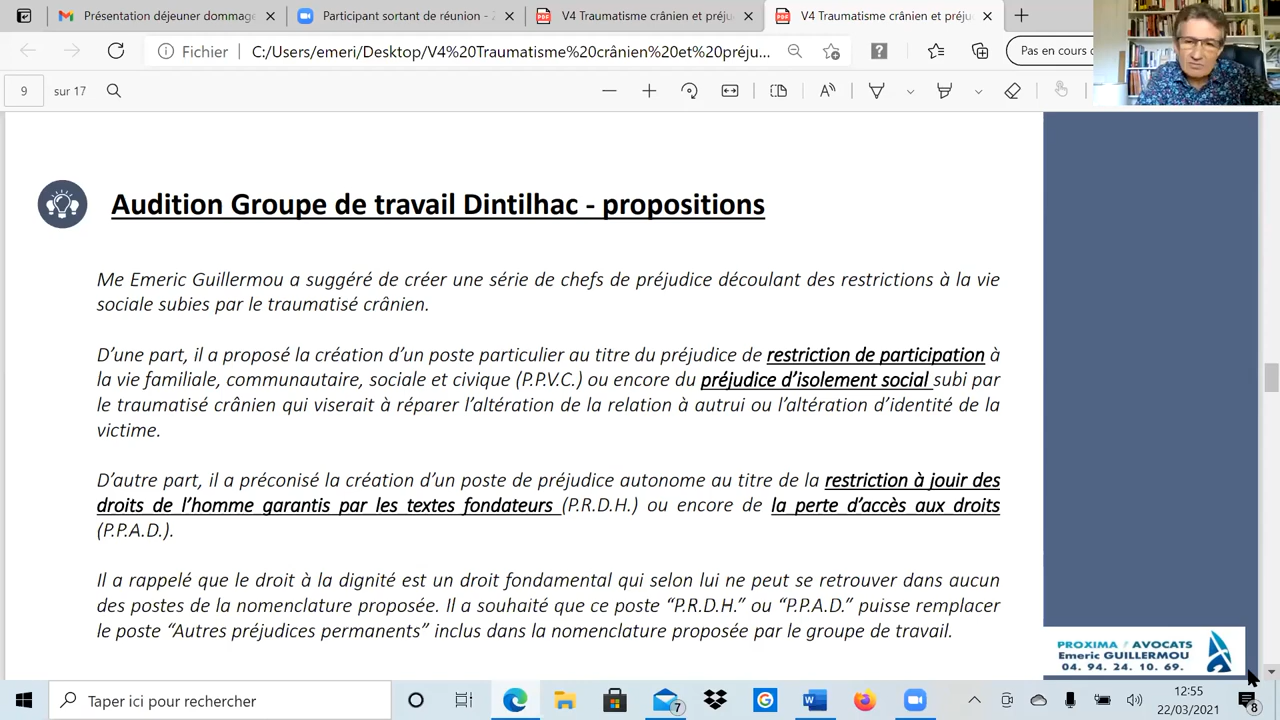 Présentation déjeuner dommage
Participant sortant de réunion - Z
V4 Traumatisme crânien et préju
V4 Traumatisme crânien et préju
Fichier
C:/Users/emeri/Desktop/V4%20Traumatisme%20crânien%20et%20préju...
Pas en cours d
9
sur 17
Audition Groupe de travail Dintilhac - propositions
Me Emeric Guillermou a suggéré de créer une série de chefs de préjudice découlant des restrictions à la vie
sociale subies par le traumatisé crânien.
D'une part, il a proposé la création d'un poste particulier au titre du préjudice de restriction de participation à
la vie familiale, communautaire, sociale et civique (P.P.V.C.) ou encore du préjudice d'isolement social subi par
le traumatisé crânien qui viserait à réparer l'altération de la relation à autrui ou l'altération d'identité de la
victime.
D'autre part, il a préconisé la création d'un poste de préjudice autonome au titre de la restriction à jouir des
droits de l'homme garantis par les textes fondateurs (P.R.D.H.) ou encore de la perte d'accès aux droits
(P.P.A.D.).
Il a rappelé que le droit à la dignité est un droit fondamental qui selon lui ne peut se retrouver dans aucun
des postes de la nomenclature proposée. Il a souhaité que ce poste "P.R.D.H." ou "P.P.A.D." puisse remplacer
le poste "Autres préjudices permanents" inclus dans la nomenclature proposée par le groupe de travail.
PROXIMA AVOCATS
Emeric GUILLERMOU
04. 94. 24. 10. 69.
Taper ici pour rechercher
7
12:55
22/03/2021
8